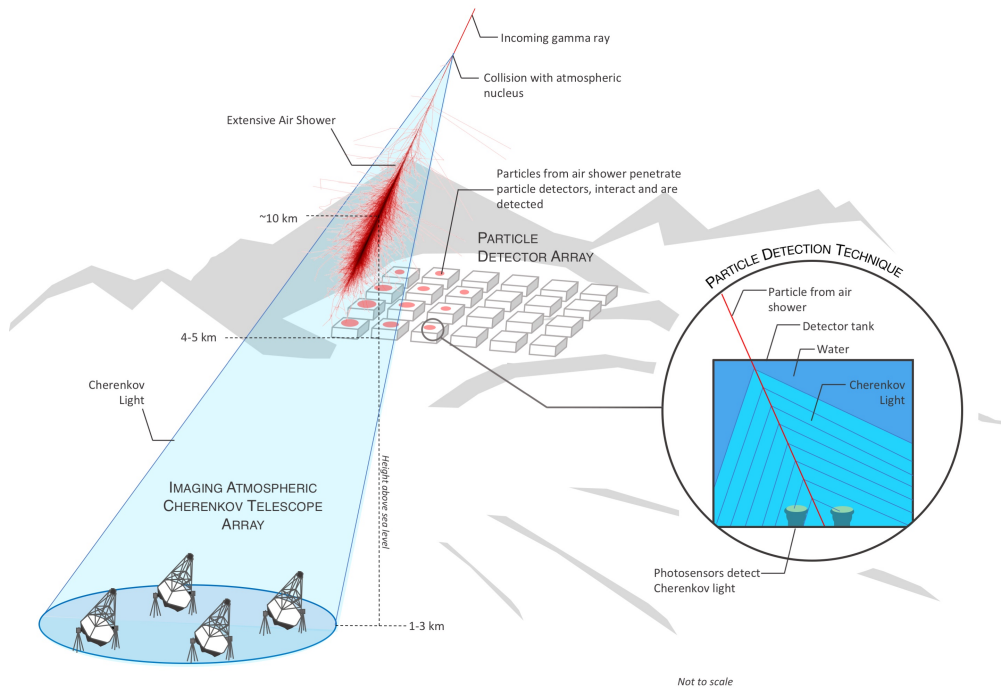 Incoming gamma ray
Collision with atmospheric
nucleus
Extensive Air Shower
Particles from air shower penetrate
particle detectors, interact and are
detected
~10 km
PARTICLE
DETECTOR ARRAY
PARTICLE DETECTION TECHNIQUE
Particle from air
shower
Detector tank
Water
Cherenkov
Light
4-5 km
Cherenkov
Light
Height above sea level
IMAGING ATMOSPHERIC
CHERENKOV TELESCOPE
ARRAY
Photosensors detect
Cherenkov light
1-3 km
Not to scale